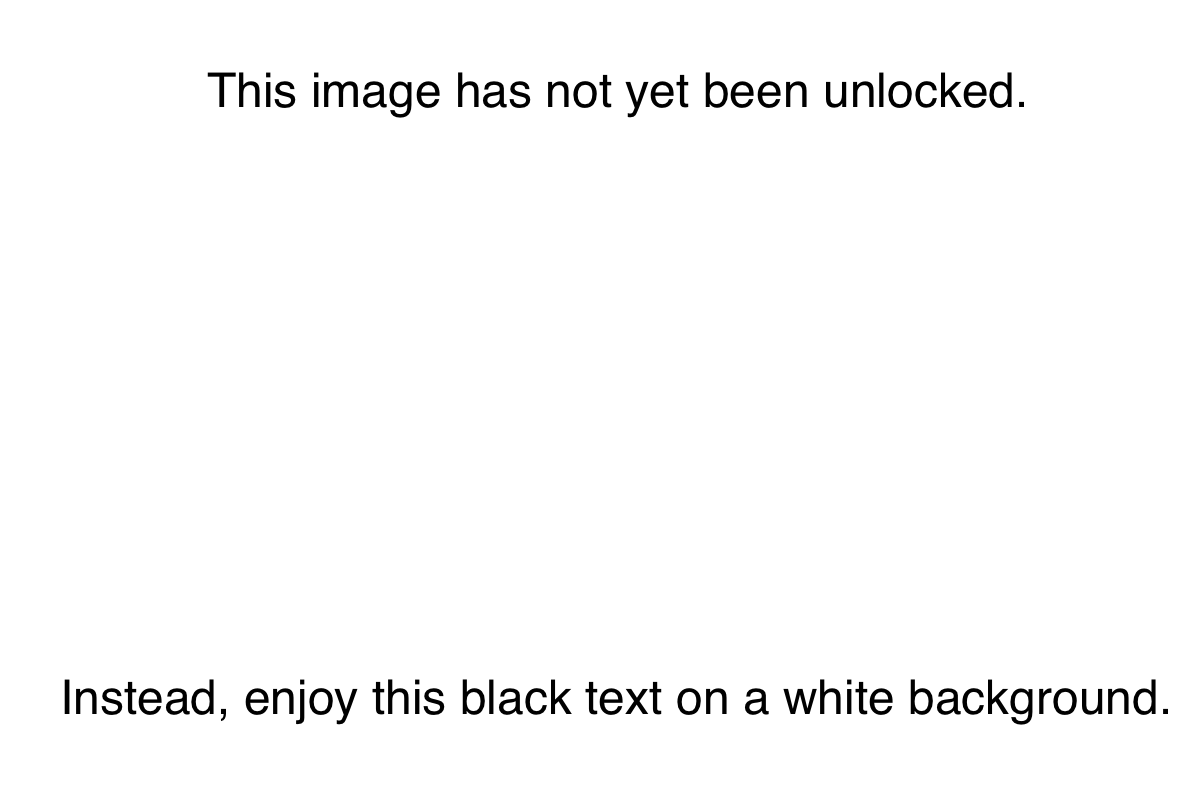 This image has not yet been unlocked.
Instead, enjoy this black text on a white background.